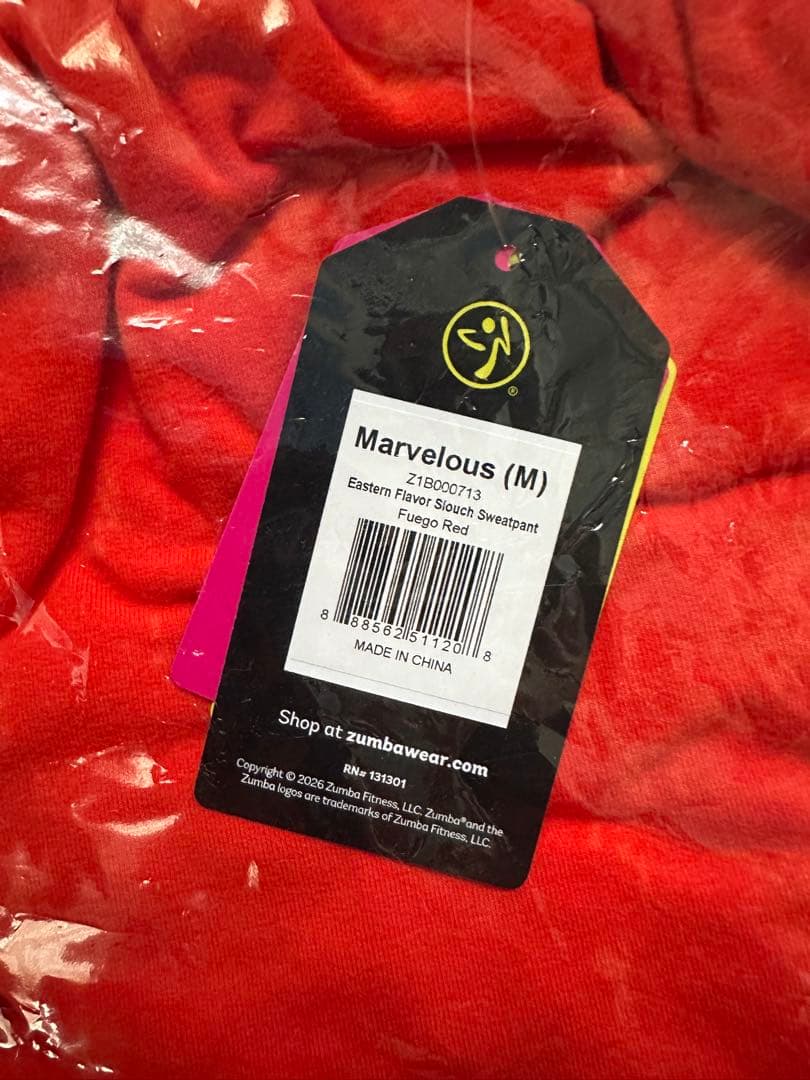 ®
Marvelous (M)
Z1B000713
Eastern Flavor Slouch Sweatpant
Fuego Red
8 88562 51120 8
MADE IN CHINA
Shop at zumbawear.com
RN# 131301
Copyright © 2026 Zumba Fitness, LLC. Zumba® and the
Zumba logos are trademarks of Zumba Fitness, LLC.